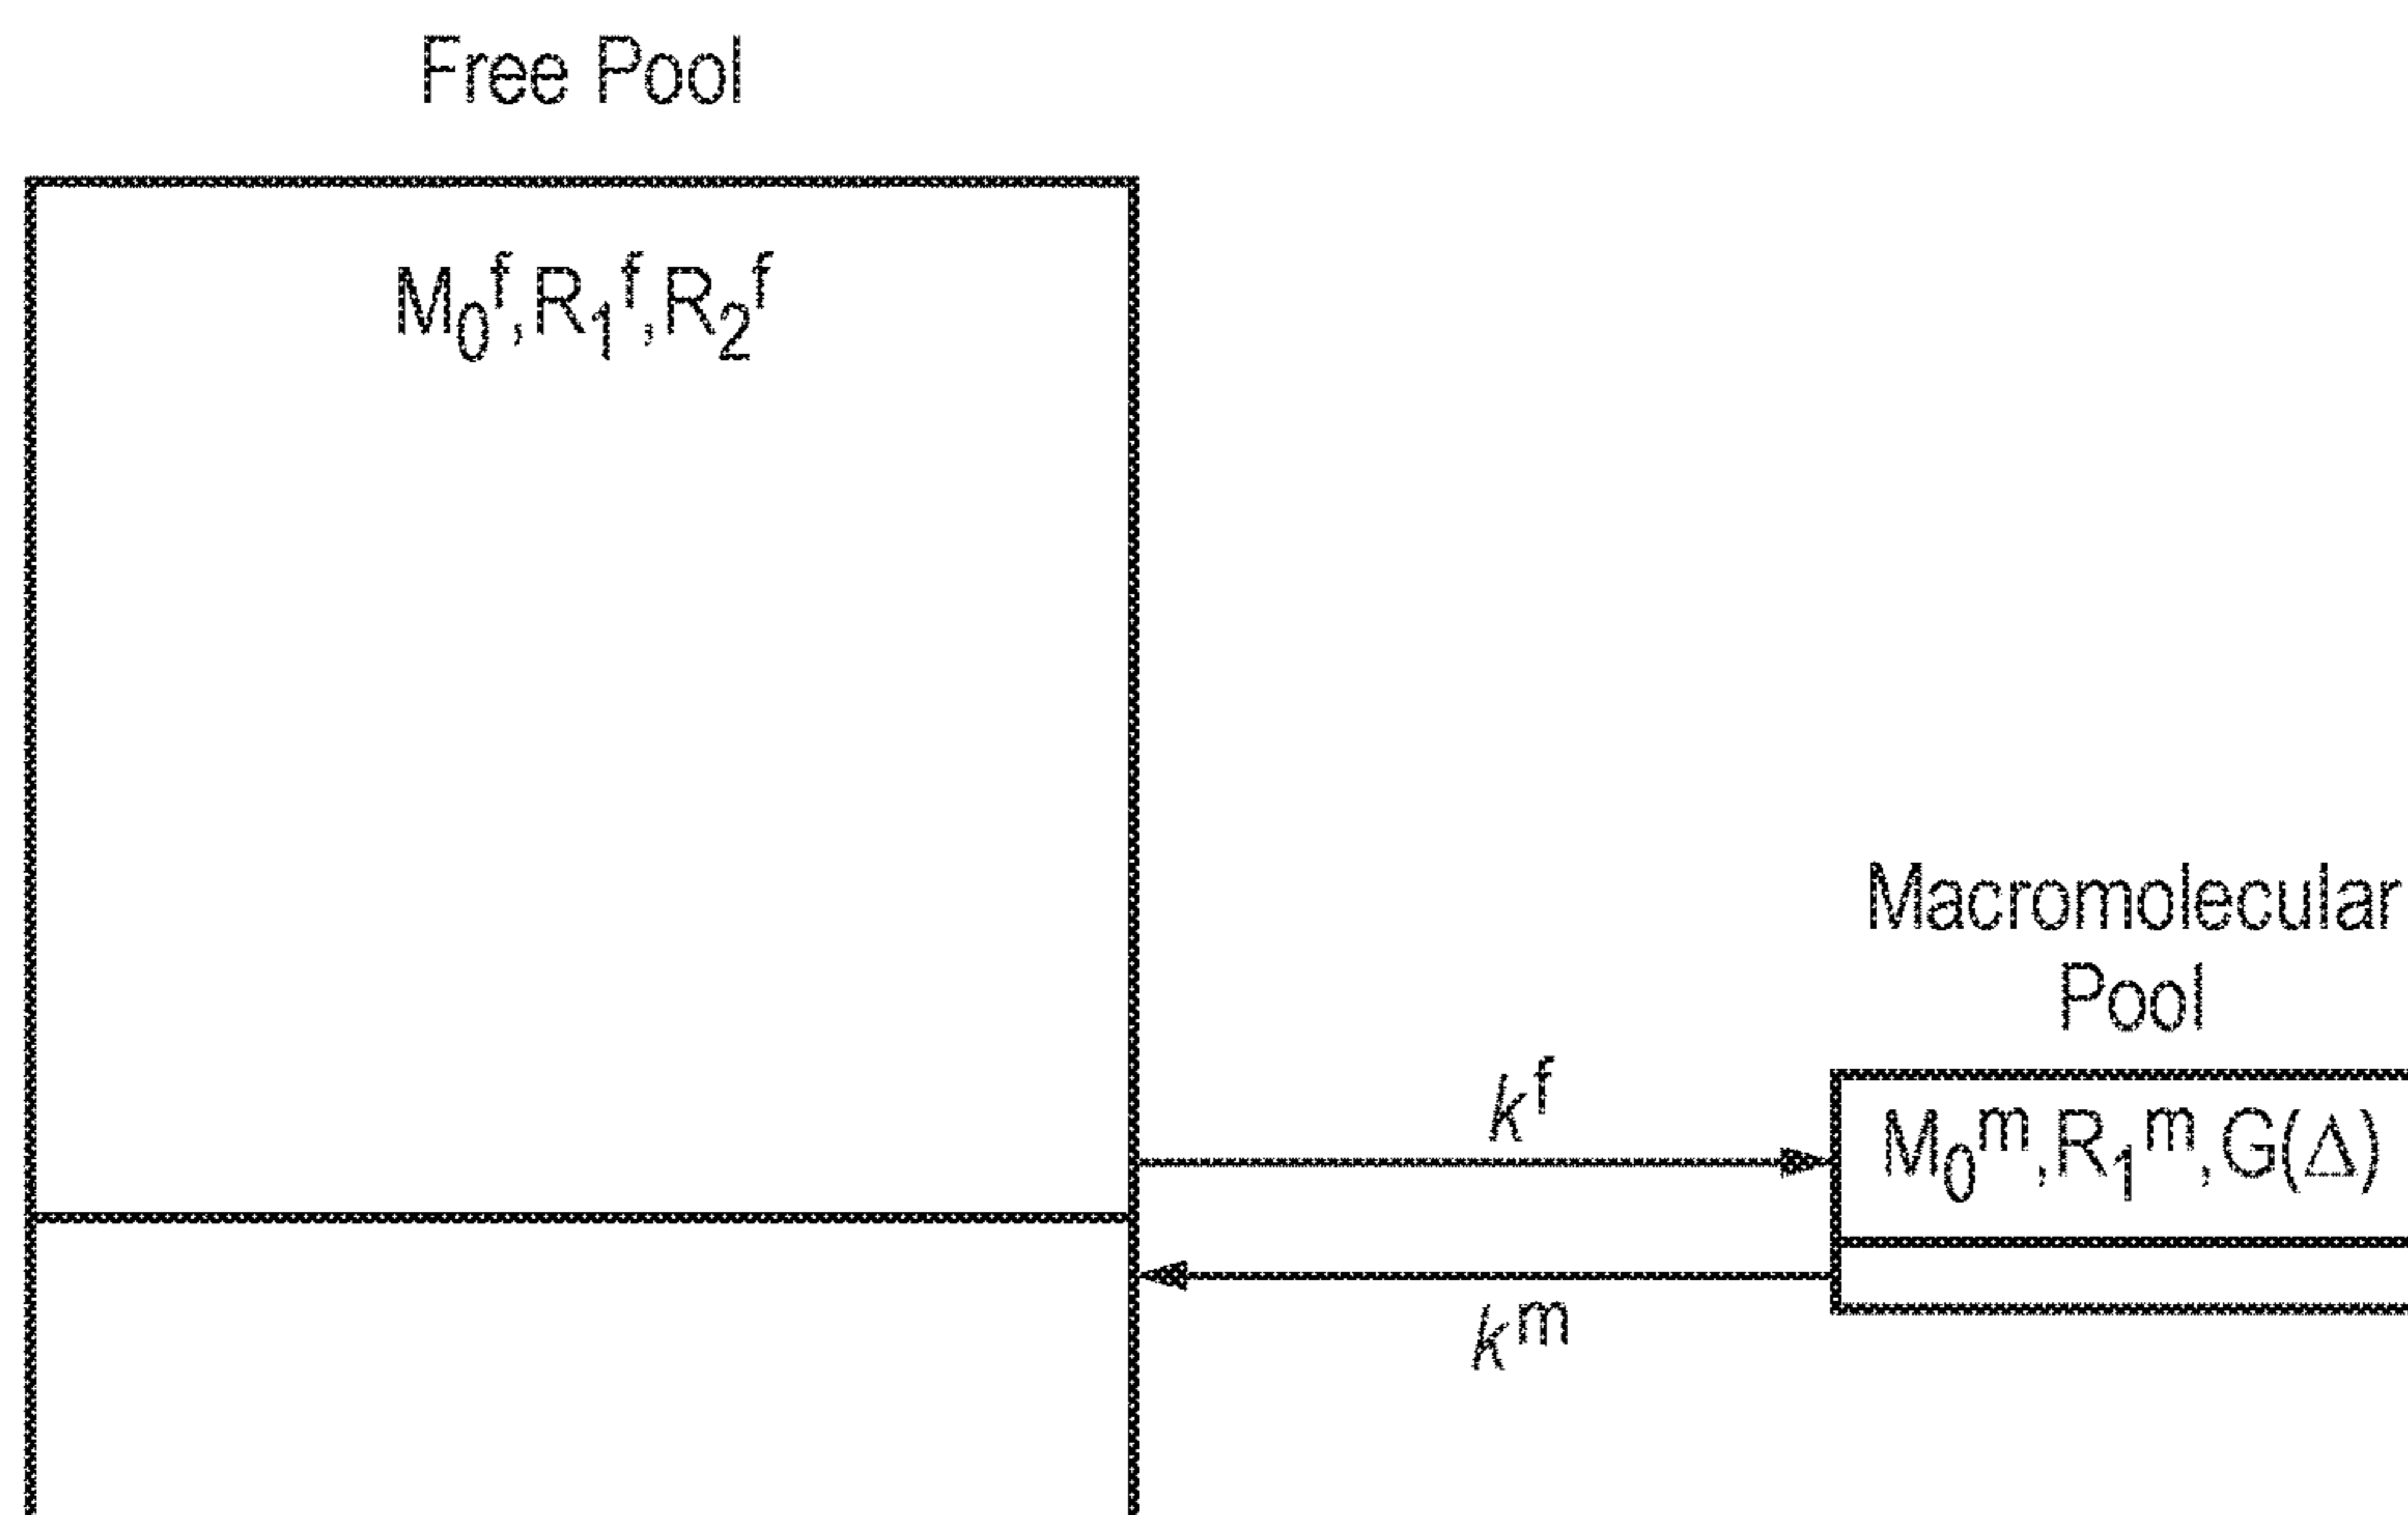 Free Pool
M₀ᶠ,R₁ᶠ,R₂ᶠ
Macromolecular
Pool
kᶠ
M₀ᵐ,R₁ᵐ,G(Δ)
kᵐ